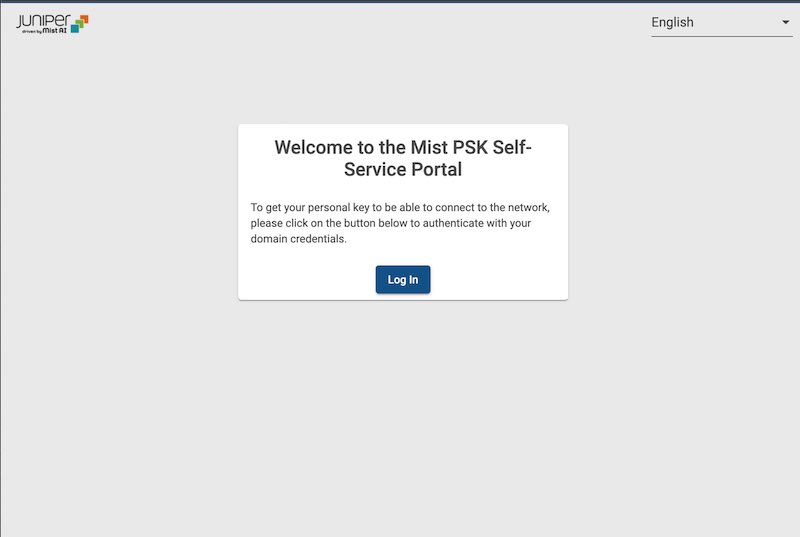 JUNIPer
driven by Mist AI
English
Welcome to the Mist PSK Self-
Service Portal
To get your personal key to be able to connect to the network,
please click on the button below to authenticate with your
domain credentials.
Log In